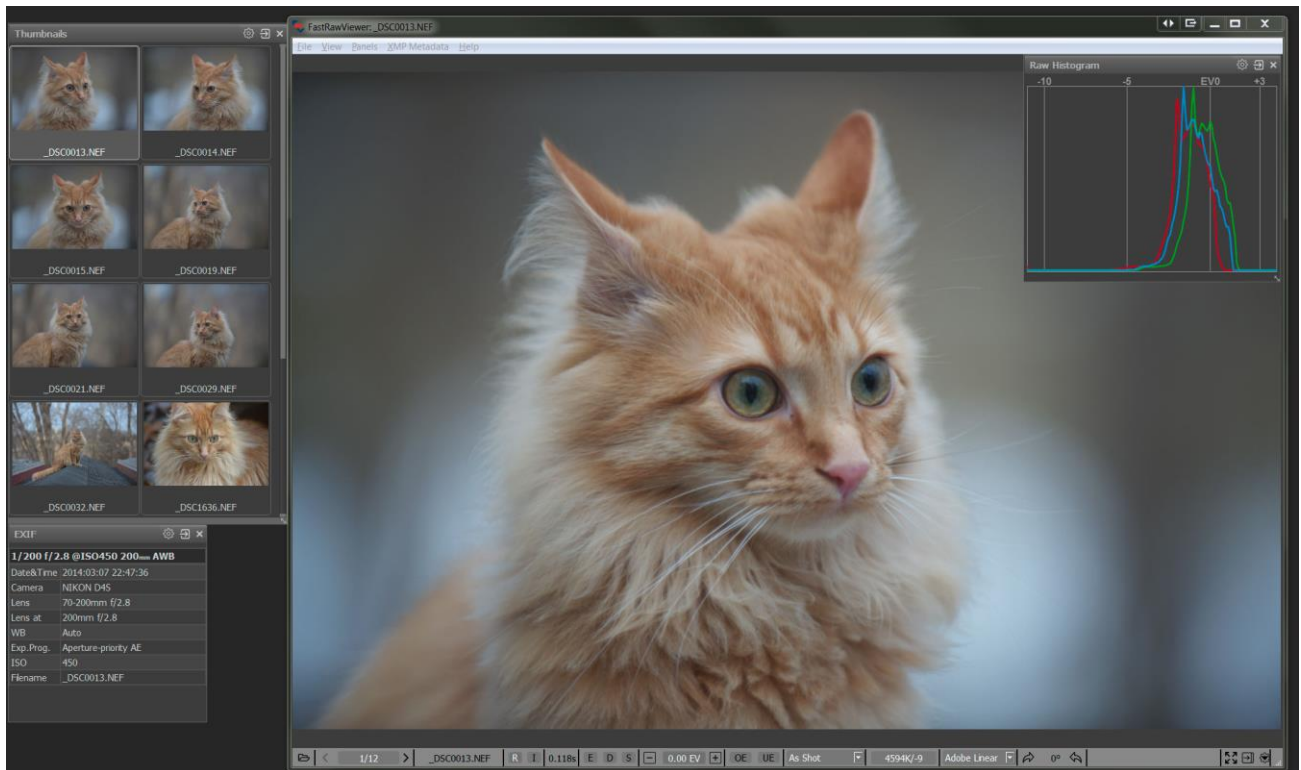 Thumbnails
_DSC0013.NEF
_DSC0014.NEF
_DSC0015.NEF
_DSC0019.NEF
_DSC0021.NEF
_DSC0029.NEF
_DSC0032.NEF
_DSC1636.NEF
EXIF
1/200 f/2.8 @ISO450 200mm AWB
Date&Time 2014:03:07 22:47:36
Camera NIKON D4S
Lens 70-200mm f/2.8
Lens at 200mm f/2.8
WB Auto
Exp.Prog. Aperture-priority AE
ISO 450
Filename _DSC0013.NEF
FastRawViewer: _DSC0013.NEF
File View Panels XMP Metadata Help
Raw Histogram
-10 -5 EV0 +3
1/12 _DSC0013.NEF R I 0.118s E D S 0.00 EV OE UE As Shot 4594K/-9 Adobe Linear 0°